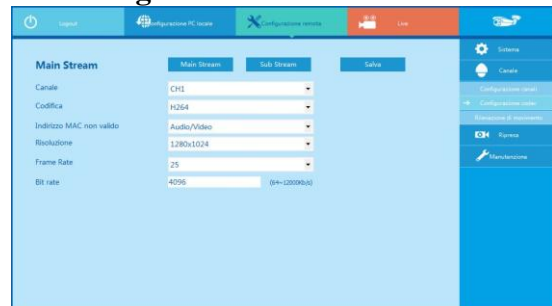 Logout
Configurazione PC locale
Configurazione remota
Live
Main Stream
Main Stream
Sub Stream
Salva
Canale
CH1
Codifica
H264
Indirizzo MAC non valido
Audio/Video
Risoluzione
1280x1024
Frame Rate
25
Bit rate
4096
(64~12000Kb/s)
Sistema
Canale
Configurazione canali
Configurazione coder
Rilevazione di movimento
Ripresa
Manutenzione